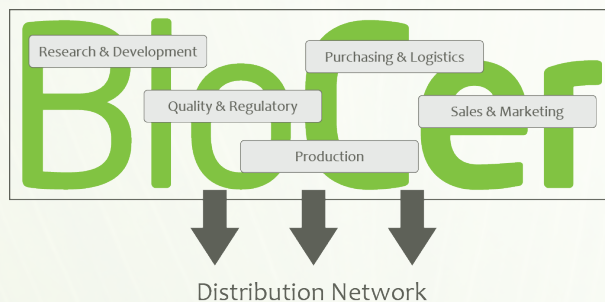 BioCer
Research & Development
Purchasing & Logistics
Quality & Regulatory
Sales & Marketing
Production
Distribution Network